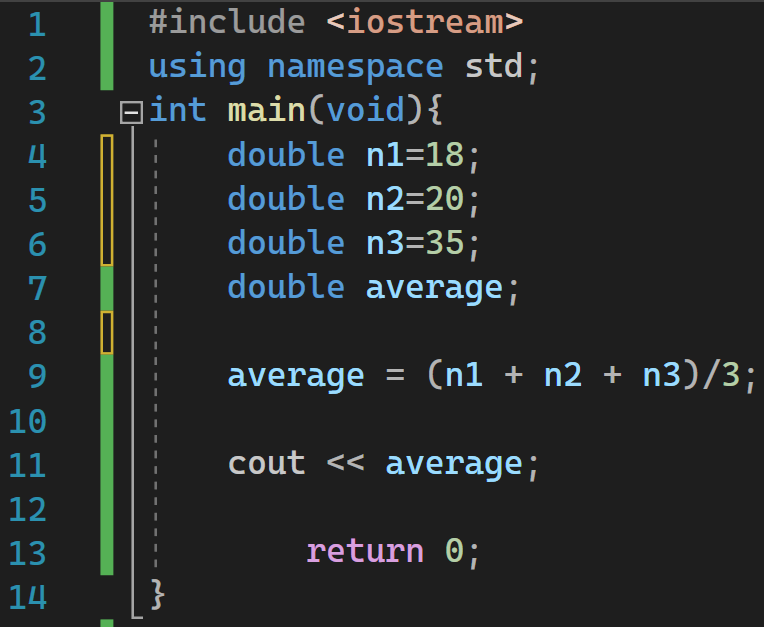 1 #include <iostream>
2 using namespace std;
3 int main(void){
4 double n1=18;
5 double n2=20;
6 double n3=35;
7 double average;
8
9 average = (n1 + n2 + n3)/3;
10
11 cout << average;
12
13 return 0;
14 }